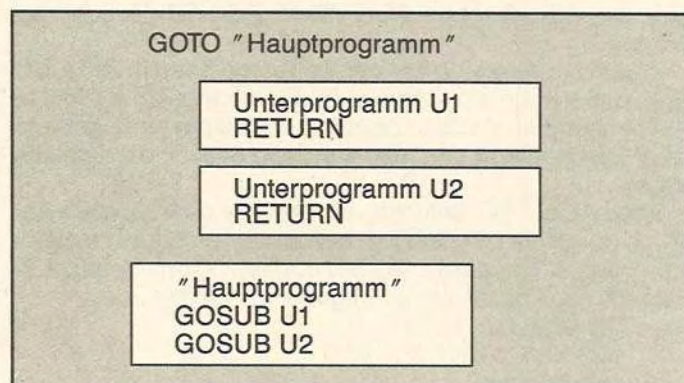 GOTO "Hauptprogramm"
Unterprogramm U1
RETURN
Unterprogramm U2
RETURN
"Hauptprogramm"
GOSUB U1
GOSUB U2